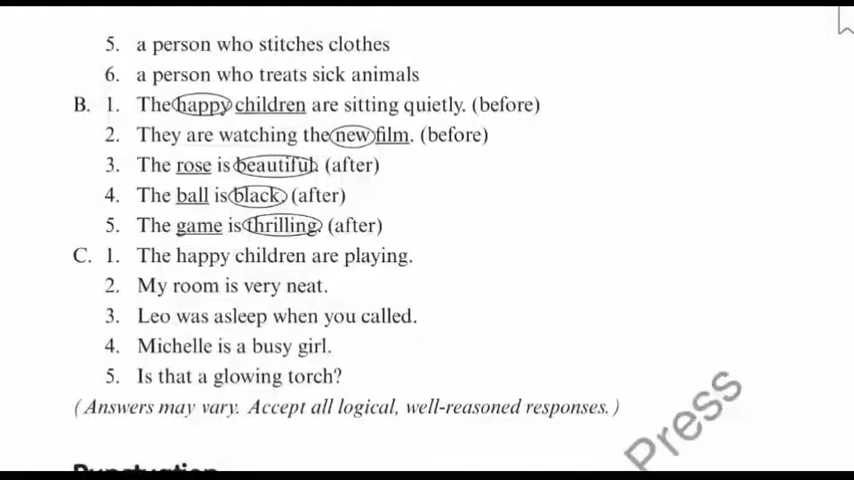 5. a person who stitches clothes
6. a person who treats sick animals
B. 1. The happy children are sitting quietly. (before)
2. They are watching the new film. (before)
3. The rose is beautiful. (after)
4. The ball is black. (after)
5. The game is thrilling. (after)
C. 1. The happy children are playing.
2. My room is very neat.
3. Leo was asleep when you called.
4. Michelle is a busy girl.
5. Is that a glowing torch?
(Answers may vary. Accept all logical, well-reasoned responses.)
Press
Punctuation